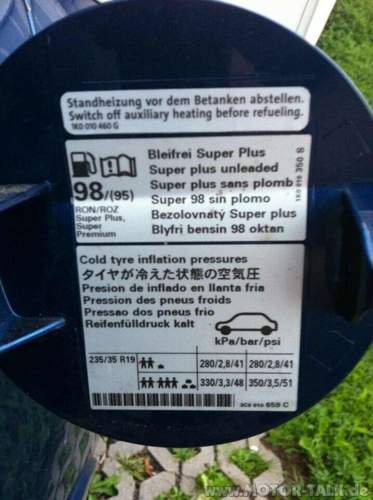 Standheizung vor dem Betanken abstellen.
Switch off auxiliary heating before refueling.
1K0 010 460 G
Bleifrei Super Plus
Super plus unleaded
98/(95) Super plus sans plomb
RON/ROZ Super 98 sin plomo
Super Plus, Bezolovnatý Super plus
Super Blyfri bensin 98 oktan
Premium
1K0 010 350 S
Cold tyre inflation pressures
タイヤが冷えた状態の空気圧
Presion de inflado en llanta fria
Pression des pneus froids
Pressao dos pneus frio
Reifenfülldruck kalt
kPa/bar/psi
235/35 R19 280/2,8/41 280/2,8/41
330/3,3/48 350/3,5/51
3C0 010 659 C
www.MOTOR-TALK.de